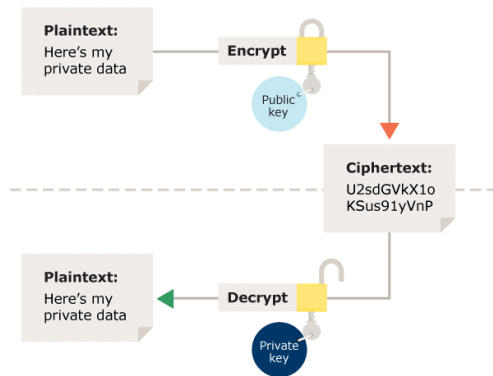 Plaintext:
Here's my
private data
Encrypt
Public
key
Ciphertext:
U2sdGVkX1o
KSus91yVnP
Plaintext:
Here's my
private data
Decrypt
Private
key